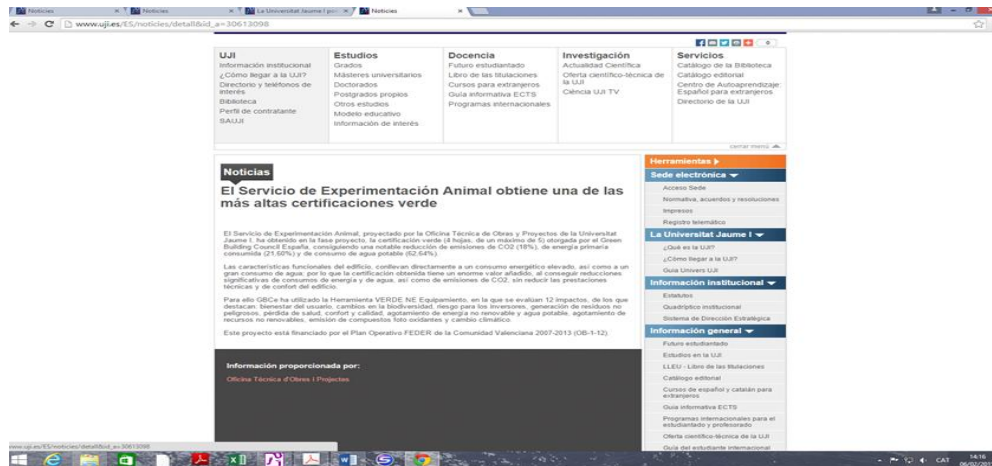 Noticies
Noticies
La Universitat Jaume I
Noticies
www.uji.es/ES/noticies/detall&id_a=30613098
UJI
Información institucional
¿Cómo llegar a la UJI?
Directorio y teléfonos de interés
Biblioteca
Perfil de contratante
SAUJI
Estudios
Grados
Másteres universitarios
Doctorados
Postgrados propios
Otros estudios
Modelo educativo
Información de interés
Docencia
Futuro estudiantado
Libro de las titulaciones
Cursos para extranjeros
Guía informativa ECTS
Programas internacionales
Investigación
Actualidad Científica
Oferta científico-técnica de
la UJI
Ciència UJI TV
Servicios
Catálogo de la Biblioteca
Catálogo editorial
Centro de Autoaprendizaje:
Español para extranjeros
Directorio de la UJI
cerrar menú
Noticias
El Servicio de Experimentación Animal obtiene una de las
más altas certificaciones verde
El Servicio de Experimentación Animal, proyectado por la Oficina Técnica de Obras y Proyectos de la Universitat
Jaume I, ha obtenido en la fase proyecto, la certificación verde (4 hojas, de un máximo de 5) otorgada por el Green
Building Council España, consiguiendo una notable reducción de emisiones de CO2 (18%), de energía primaria
consumida (21,60%) y de consumo de agua potable (62,64%).
Las características funcionales del edificio, conllevan directamente a un consumo energético elevado, así como a un
gran consumo de agua; por lo que la certificación obtenida tiene un enorme valor añadido, al conseguir reducciones
significativas de consumos de energía y de agua, así como de emisiones de CO2, sin reducir las prestaciones
técnicas y de confort del edificio.
Para ello GBCe ha utilizado la Herramienta VERDE NE Equipamiento, en la que se evalúan 12 impactos, de los que
destacan: bienestar del usuario, cambios en la biodiversidad, riesgo para los inversores, generación de residuos no
peligrosos, pérdida de salud, confort y calidad, agotamiento de energía no renovable y agua potable, agotamiento de
recursos no renovables, emisión de compuestos foto oxidantes y cambio climático.
Este proyecto está financiado por el Plan Operativo FEDER de la Comunidad Valenciana 2007-2013 (OB-1-12).
Información proporcionada por:
Oficina Técnica d'Obres I Projectes
Herramientas
Sede electrónica
Acceso Sede
Normativa, acuerdos y resoluciones
Impresos
Registro telemático
La Universitat Jaume I
¿Qué es la UJI?
¿Cómo llegar a la UJI?
Guía Univers UJI
Información institucional
Estatutos
Quadríptico institucional
Sistema de Dirección Estratégica
Información general
Futuro estudiantado
Estudios en la UJI
LLEU - Libro de las titulaciones
Catálogo editorial
Cursos de español y catalán para
extranjeros
Guía informativa ECTS
Programas internacionales para el
estudiantado y profesorado
Oferta científico-técnica de la UJI
Guía del estudiante internacional
www.uji.es/ES/noticies/detall&id_a=30613098
CAT
14:16